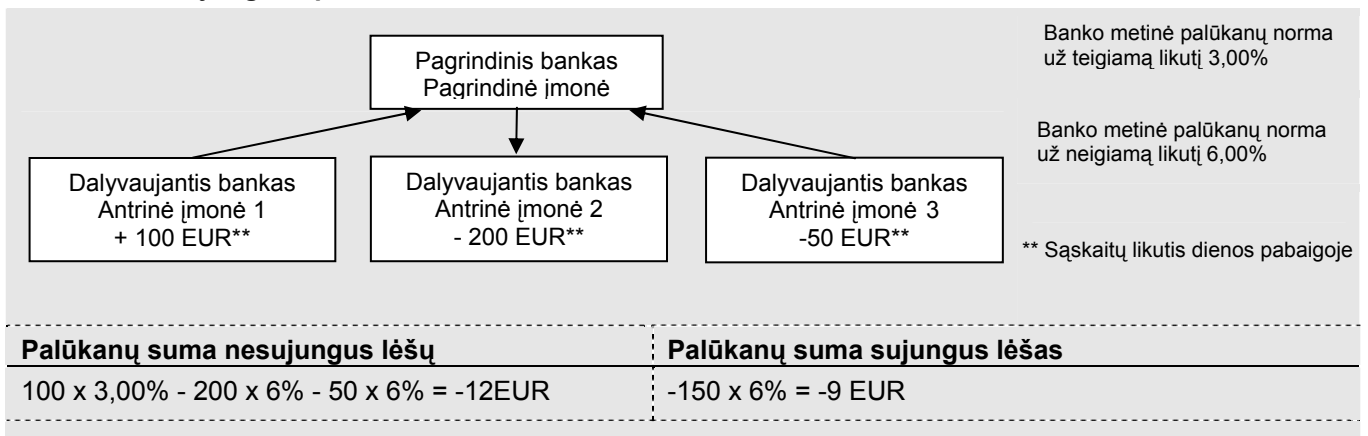 Pagrindinis bankas
Pagrindinė įmonė
Banko metinė palūkanų norma
už teigiamą likutį 3,00%
Banko metinė palūkanų norma
už neigiamą likutį 6,00%
Dalyvaujantis bankas
Antrinė įmonė 1
+ 100 EUR**
Dalyvaujantis bankas
Antrinė įmonė 2
- 200 EUR**
Dalyvaujantis bankas
Antrinė įmonė 3
-50 EUR**
** Sąskaitų likutis dienos pabaigoje
Palūkanų suma nesujungus lėšų
Palūkanų suma sujungus lėšas
100 x 3,00% - 200 x 6% - 50 x 6% = -12EUR
-150 x 6% = -9 EUR